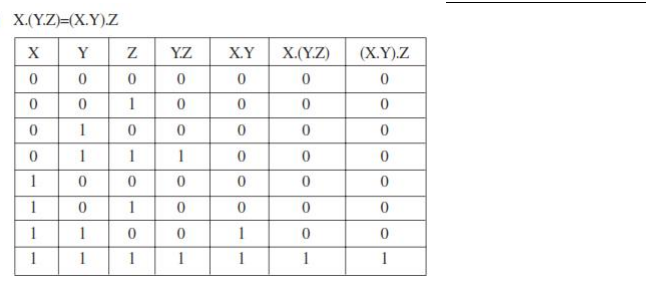 X.(Y.Z)=(X.Y).Z
X Y Z Y.Z X.Y X.(Y.Z) (X.Y).Z
0 0 0 0 0 0 0
0 0 1 0 0 0 0
0 1 0 0 0 0 0
0 1 1 1 0 0 0
1 0 0 0 0 0 0
1 0 1 0 0 0 0
1 1 0 0 1 0 0
1 1 1 1 1 1 1